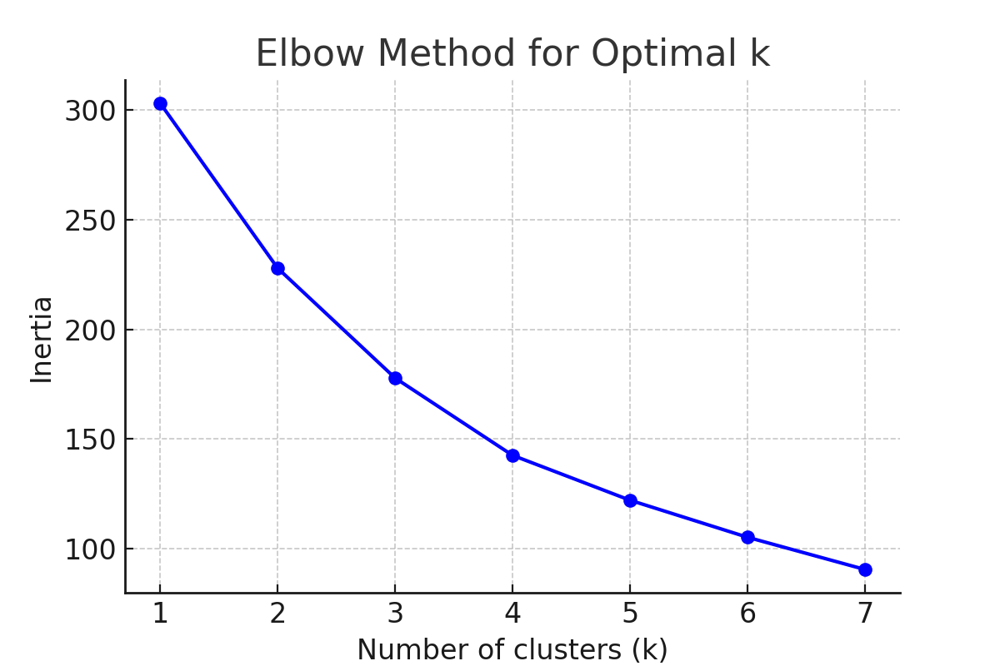 Elbow Method for Optimal k
300
250
200
150
100
Inertia
1 2 3 4 5 6 7
Number of clusters (k)